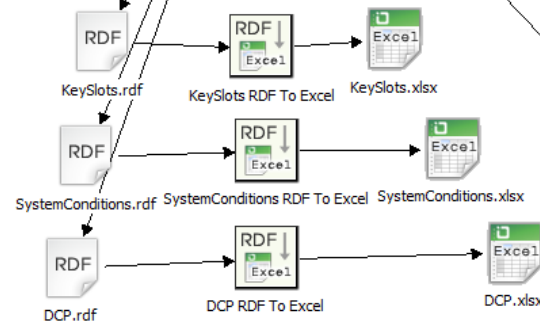 RDF
RDF
Excel
Excel
KeySlots.rdf
KeySlots RDF To Excel
KeySlots.xlsx
RDF
RDF
Excel
Excel
SystemConditions.rdf
SystemConditions RDF To Excel
SystemConditions.xlsx
RDF
RDF
Excel
Excel
DCP.rdf
DCP RDF To Excel
DCP.xlsx